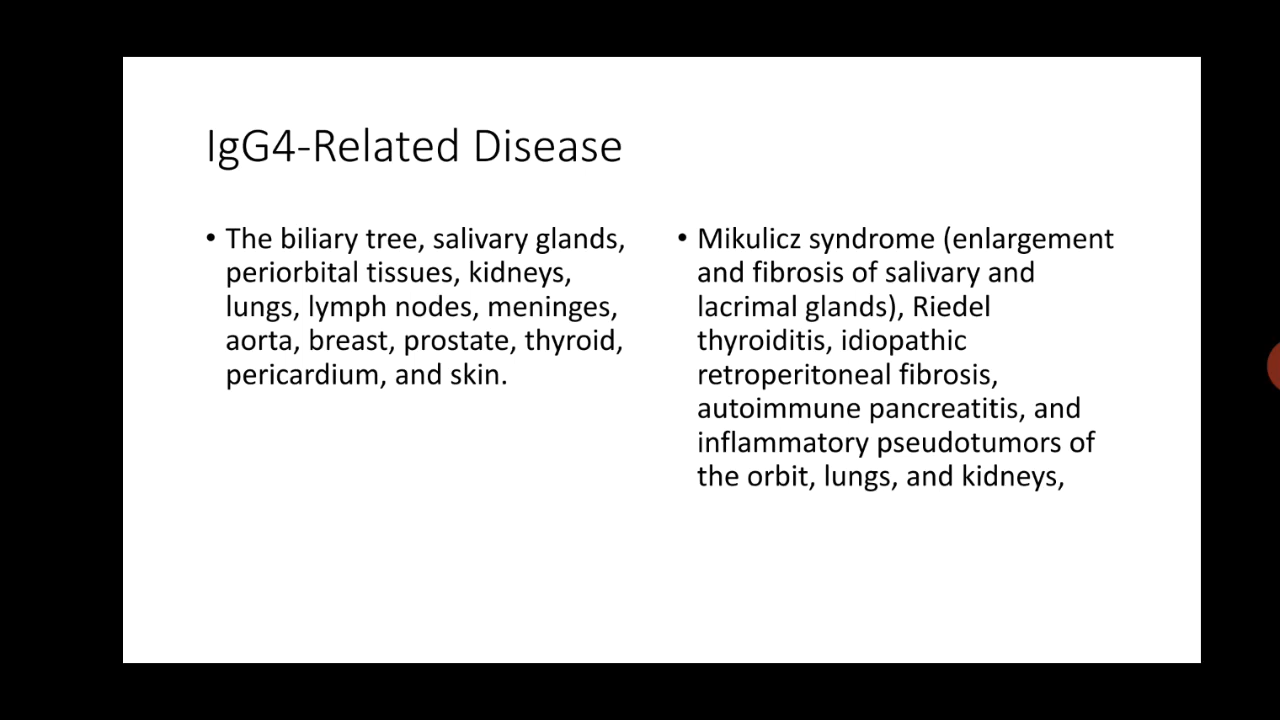 IgG4-Related Disease
• The biliary tree, salivary glands,
periorbital tissues, kidneys,
lungs, lymph nodes, meninges,
aorta, breast, prostate, thyroid,
pericardium, and skin.
• Mikulicz syndrome (enlargement
and fibrosis of salivary and
lacrimal glands), Riedel
thyroiditis, idiopathic
retroperitoneal fibrosis,
autoimmune pancreatitis, and
inflammatory pseudotumors of
the orbit, lungs, and kidneys,